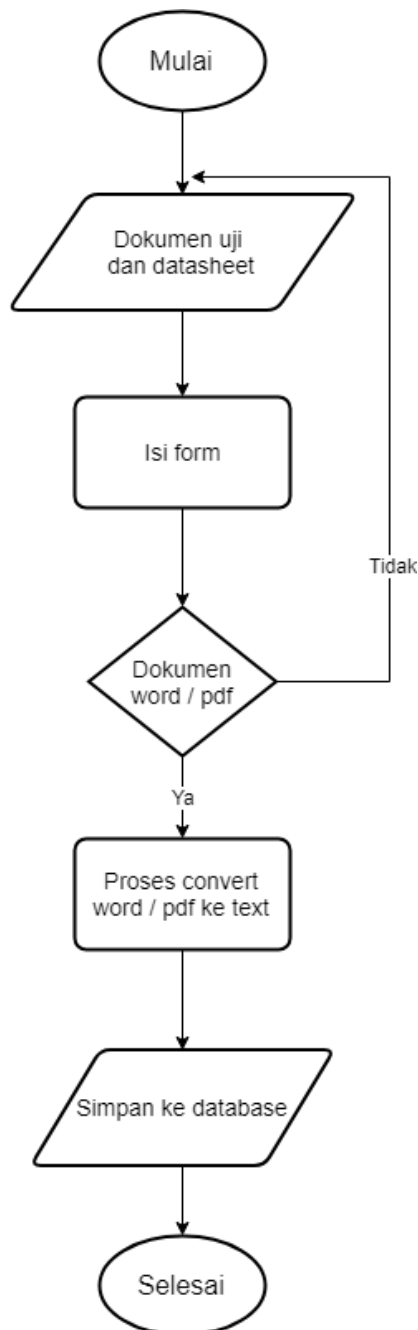 Mulai
Dokumen uji
dan datasheet
Isi form
Tidak
Dokumen
word / pdf
Ya
Proses convert
word / pdf ke text
Simpan ke database
Selesai